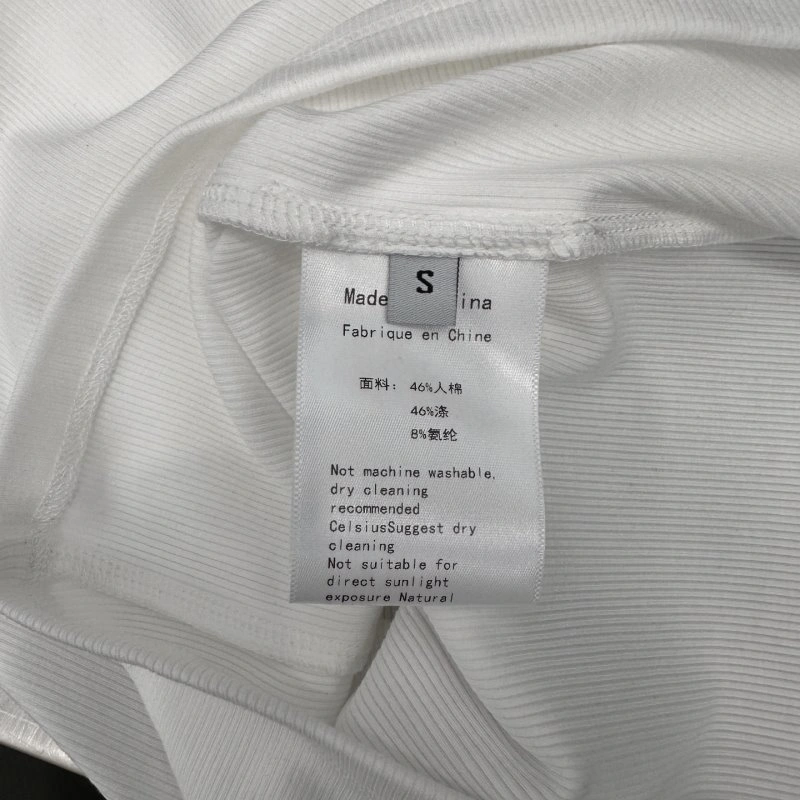 S
Made ina
Fabrique en Chine
面料: 46%人棉
46%涤
8%氨纶
Not machine washable,
dry cleaning
recommended
CelsiusSuggest dry
cleaning
Not suitable for
direct sunlight
exposure Natural